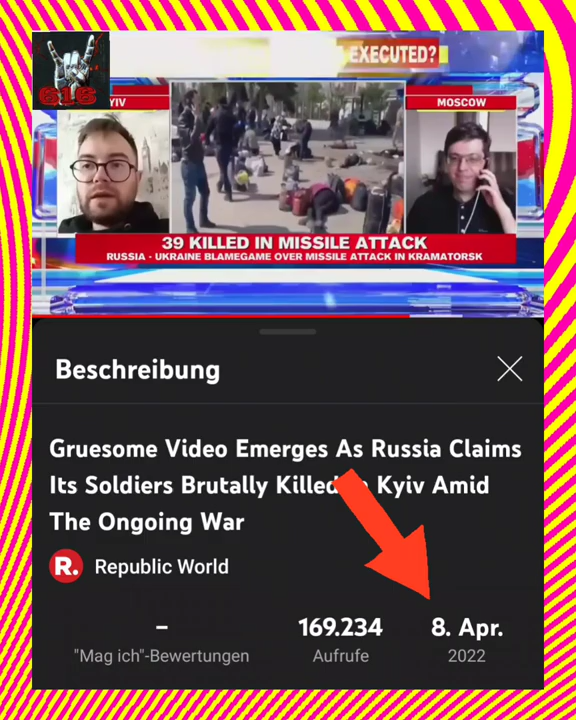 EXECUTED?
616
YIV
MOSCOW
39 KILLED IN MISSILE ATTACK
RUSSIA - UKRAINE BLAMEGAME OVER MISSILE ATTACK IN KRAMATORSK
Beschreibung
Gruesome Video Emerges As Russia Claims
Its Soldiers Brutally Killed Kyiv Amid
The Ongoing War
R. Republic World
– 169.234 8. Apr.
"Mag ich"-Bewertungen Aufrufe 2022